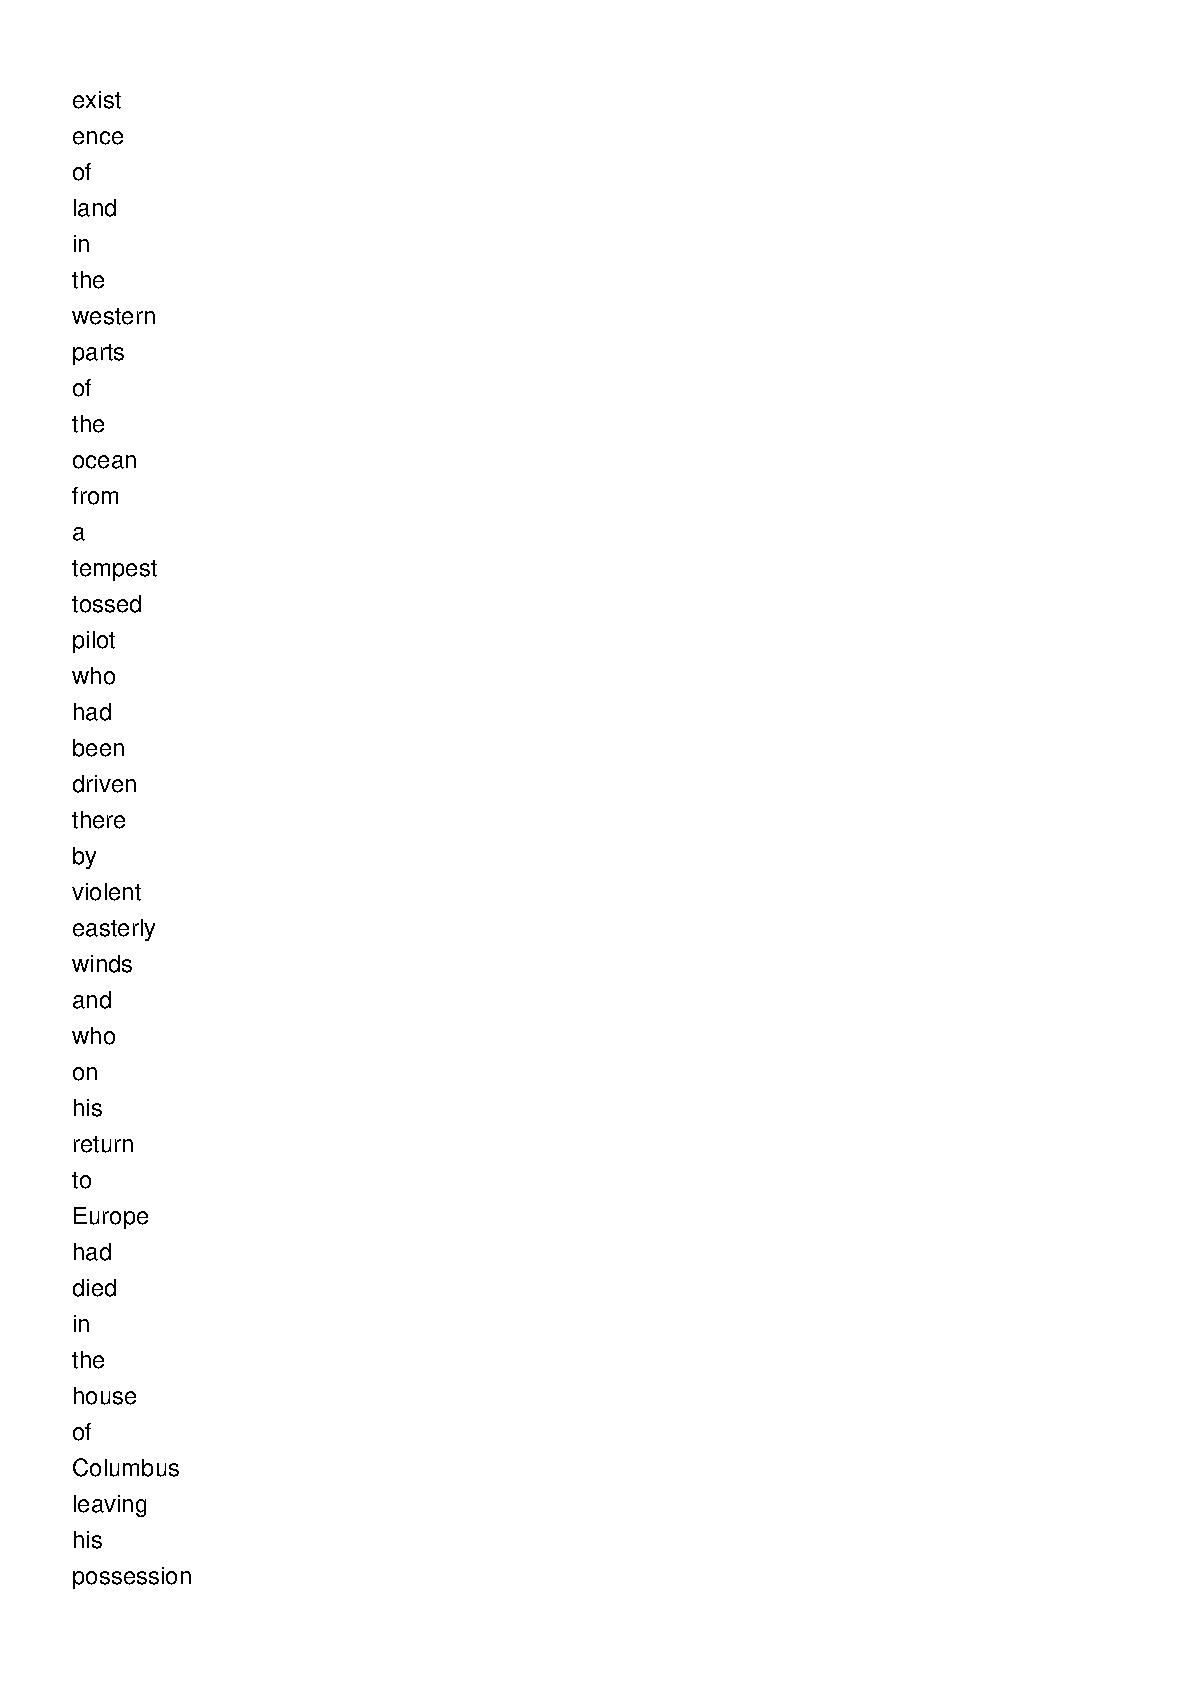 exist
ence
of
land
in
the
western
parts
of
the
ocean
from
a
tempest
tossed
pilot
who
had
been
driven
there
by
violent
easterly
winds
and
who
on
his
return
to
Europe
had
died
in
the
house
of
Columbus
leaving
his
possession